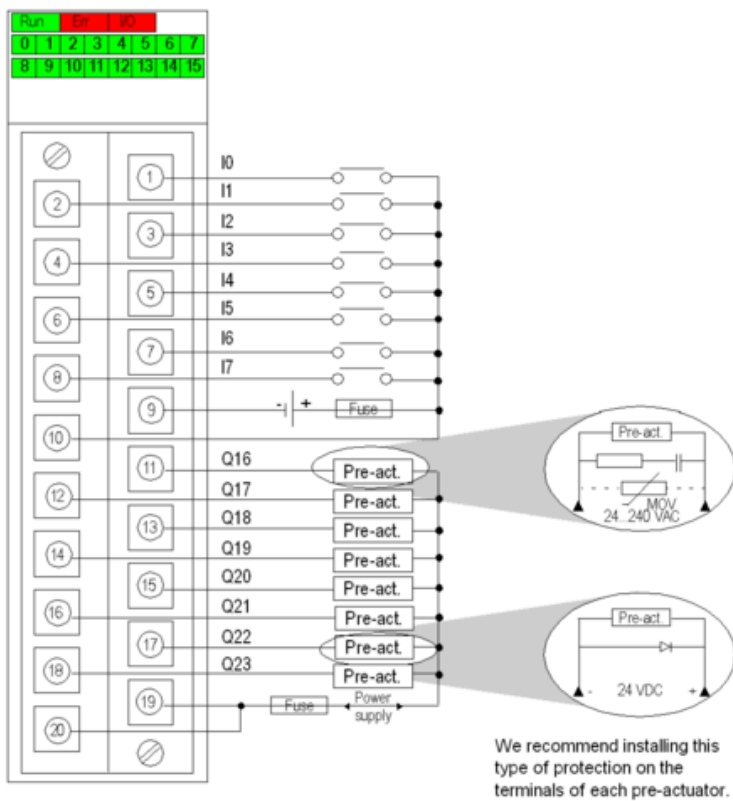 Run Err I/O
0 1 2 3 4 5 6 7
8 9 10 11 12 13 14 15
1
I0
2
I1
3
I2
4
I3
5
I4
6
I5
7
I6
8
I7
9
- + Fuse
10
11
Q16
Pre-act.
12
Q17
Pre-act.
13
Q18
Pre-act.
14
Q19
Pre-act.
15
Q20
Pre-act.
16
Q21
Pre-act.
17
Q22
Pre-act.
18
Q23
Pre-act.
19
Fuse
Power
supply
20
Pre-act.
MOV
24...240 VAC
Pre-act.
- 24 VDC +
We recommend installing this
type of protection on the
terminals of each pre-actuator.